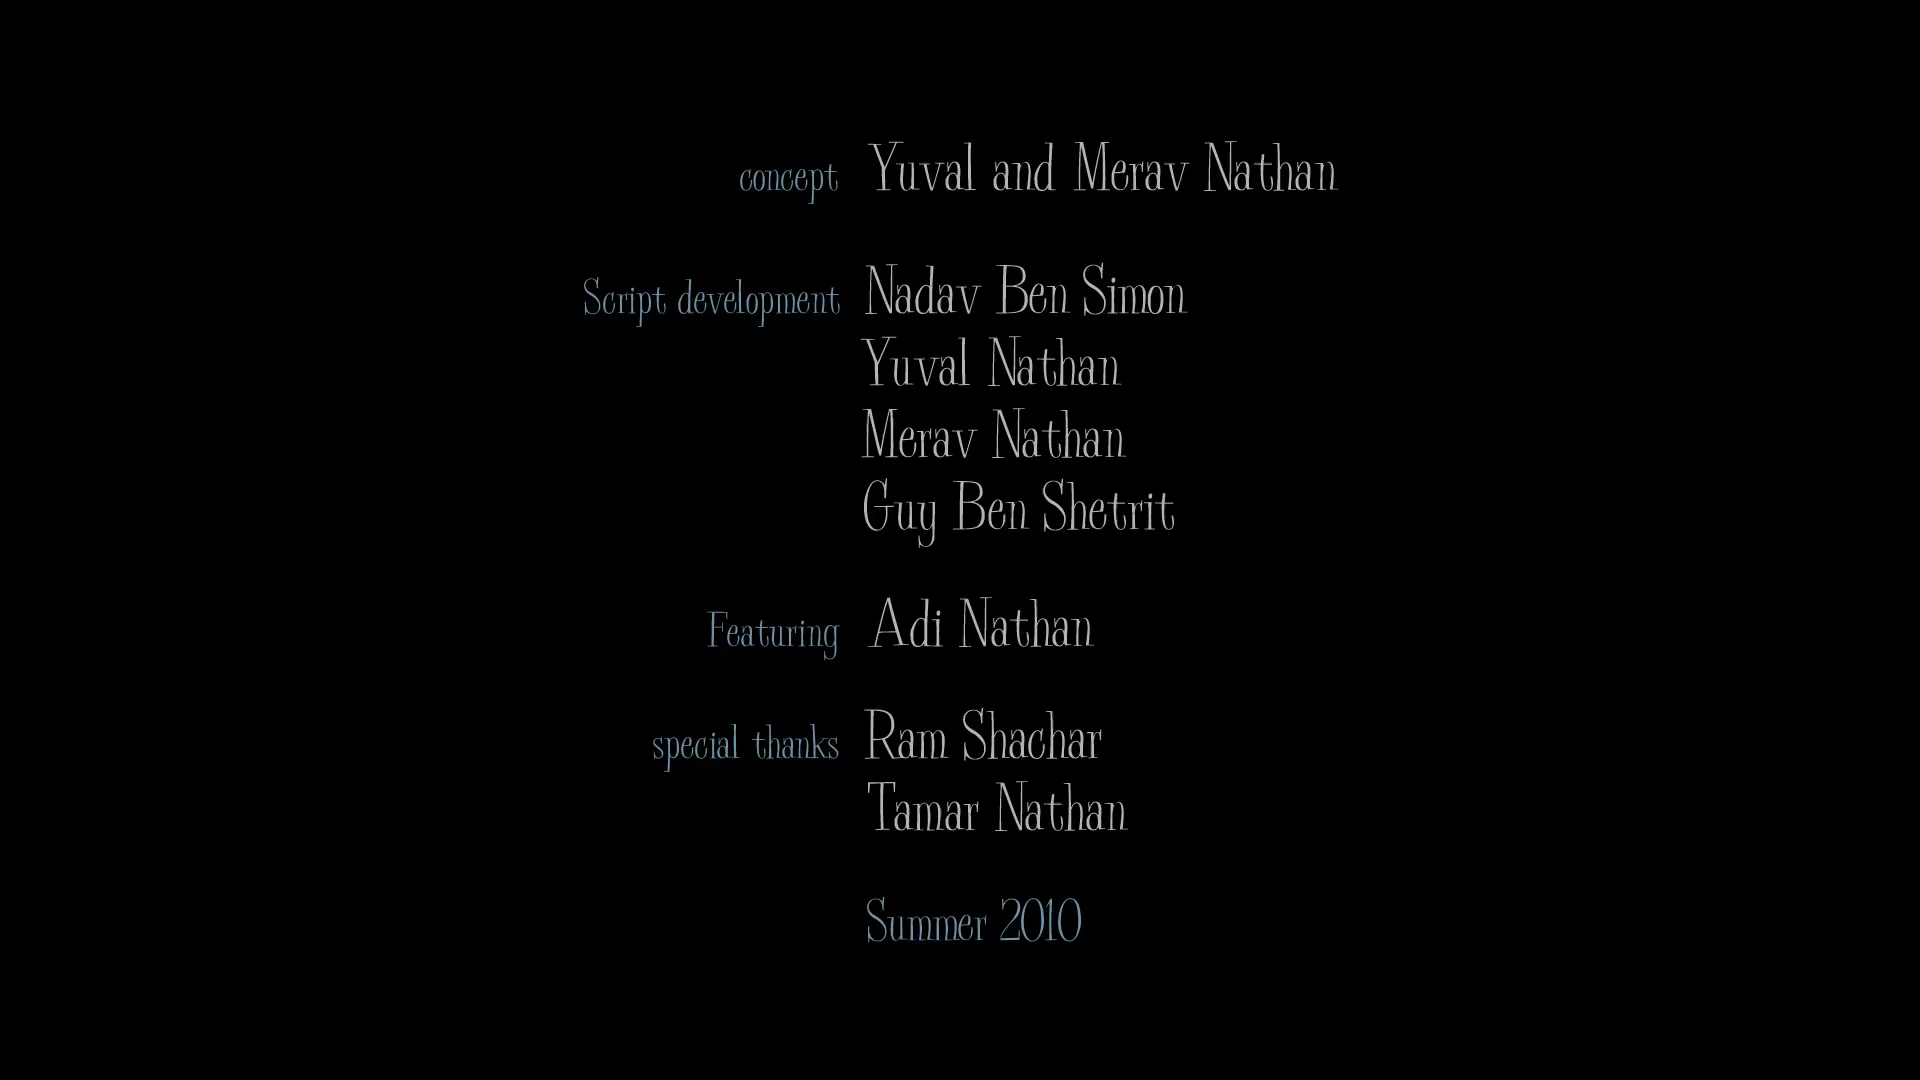 concept Yuval and Merav Nathan
Script development Nadav Ben Simon
Yuval Nathan
Merav Nathan
Guy Ben Shetrit
Featuring Adi Nathan
special thanks Ram Shachar
Tamar Nathan
Summer 2010